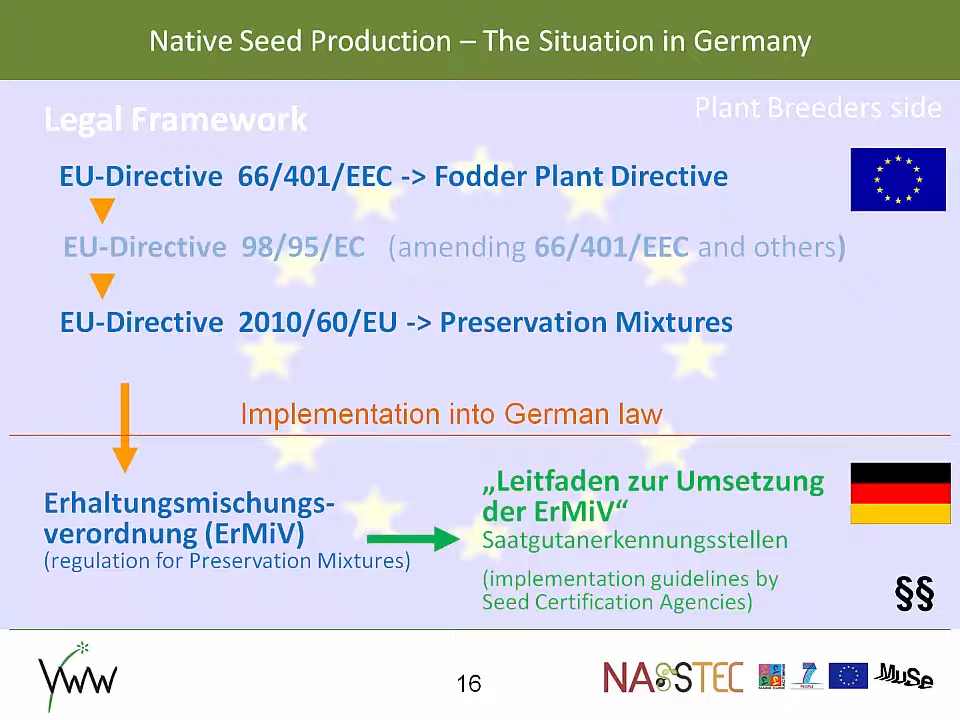 Native Seed Production – The Situation in Germany
Plant Breeders side
Legal Framework
EU-Directive 66/401/EEC -> Fodder Plant Directive
EU-Directive 98/95/EC (amending 66/401/EEC and others)
EU-Directive 2010/60/EU -> Preservation Mixtures
Implementation into German law
Erhaltungsmischungs-
verordnung (ErMiV)
(regulation for Preservation Mixtures)
„Leitfaden zur Umsetzung
der ErMiV“
Saatgutanerkennungsstellen
(implementation guidelines by
Seed Certification Agencies)
§§
VWW
16
NASSTEC
7
PEOPLE
MUSE